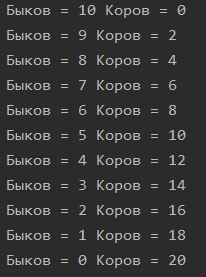 Быков = 10 Коров = 0
Быков = 9 Коров = 2
Быков = 8 Коров = 4
Быков = 7 Коров = 6
Быков = 6 Коров = 8
Быков = 5 Коров = 10
Быков = 4 Коров = 12
Быков = 3 Коров = 14
Быков = 2 Коров = 16
Быков = 1 Коров = 18
Быков = 0 Коров = 20